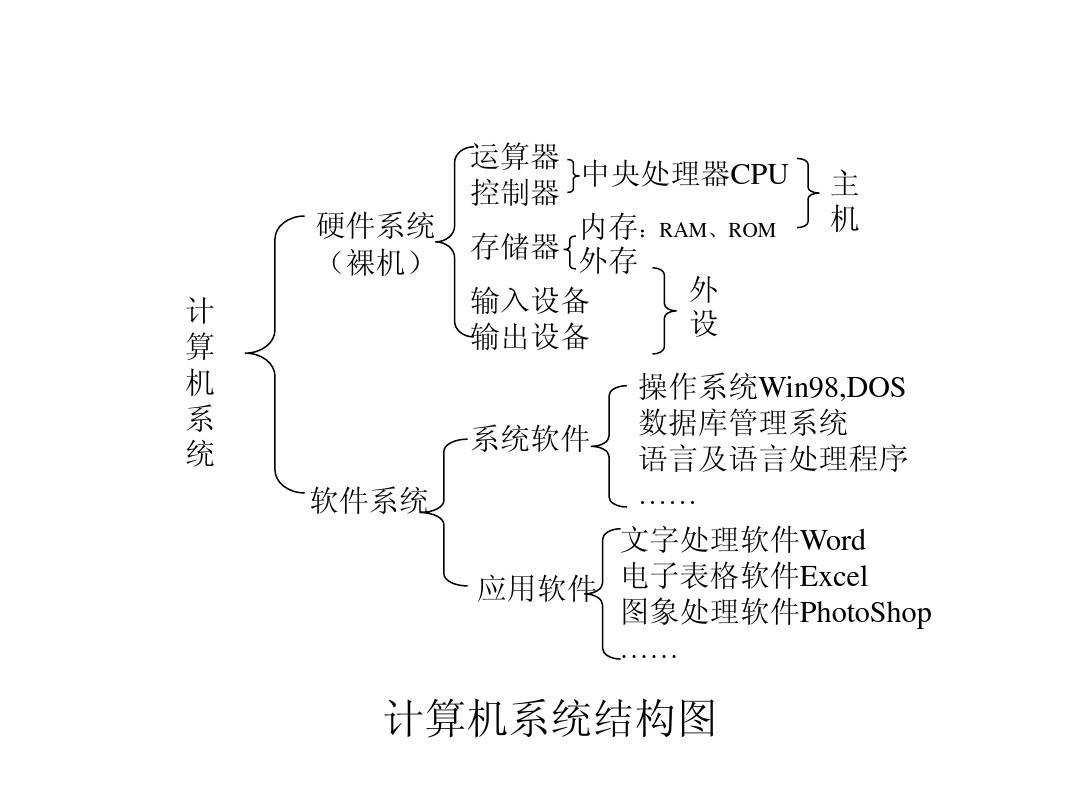 计算机系统
硬件系统
（裸机）
运算器
控制器
中央处理器CPU
存储器
内存：RAM、ROM
外存
主机
输入设备
输出设备
外设
软件系统
系统软件
操作系统Win98,DOS
数据库管理系统
语言及语言处理程序
……
应用软件
文字处理软件Word
电子表格软件Excel
图象处理软件PhotoShop
……
计算机系统结构图